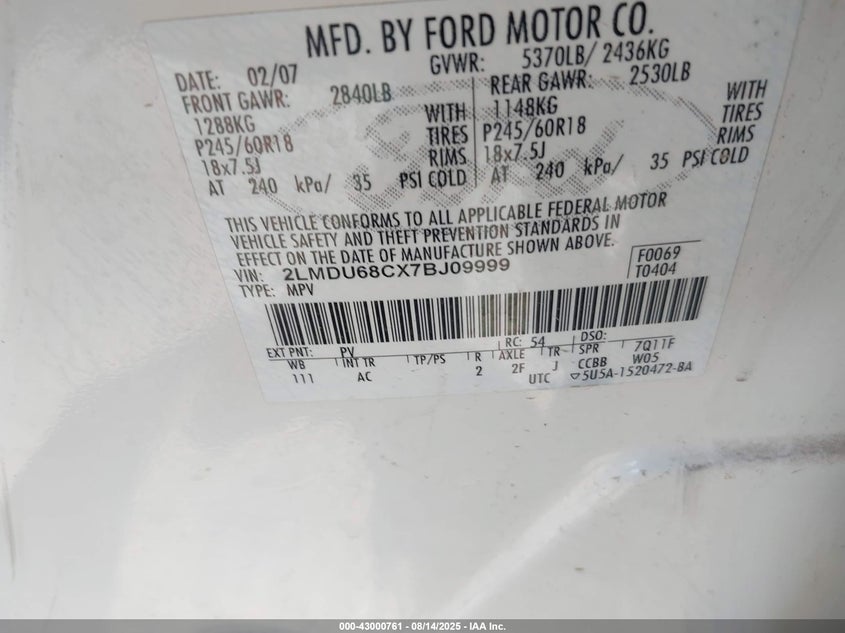 MFD. BY FORD MOTOR CO.
DATE: 02/07 GVWR: 5370LB/ 2436KG
FRONT GAWR: 2840LB REAR GAWR: 2530LB
1288KG WITH 1148KG WITH
P245/60R18 TIRES P245/60R18 TIRES
18x7.5J RIMS 18x7.5J RIMS
AT 240 kPa/ 35 PSI COLD AT 240 kPa/ 35 PSI COLD
THIS VEHICLE CONFORMS TO ALL APPLICABLE FEDERAL MOTOR
VEHICLE SAFETY AND THEFT PREVENTION STANDARDS IN
EFFECT ON THE DATE OF MANUFACTURE SHOWN ABOVE.
VIN: 2LMDU68CX7BJ09999 F0069
TYPE: MPV T0404
EXT PNT: PV RC: 54 DSO:
WB INT TR TP/PS R AXLE TR SPR 7Q11F
111 AC 2 2F J CCBB W05
UTC 5U5A-1520472-BA
Ford
000-43000761 - 08/14/2025 - IAA Inc.